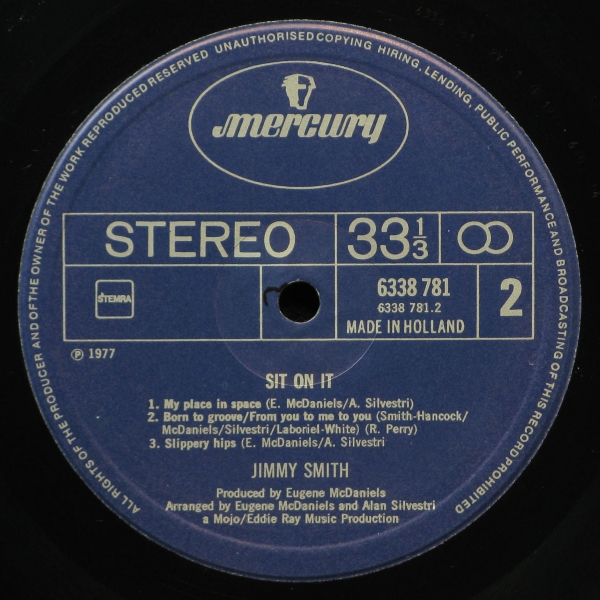 ALL RIGHTS OF THE PRODUCER AND OF THE OWNER OF THE WORK REPRODUCED RESERVED UNAUTHORISED COPYING HIRING, LENDING, PUBLIC PERFORMANCE AND BROADCASTING OF THIS RECORD PROHIBITED
mercury
STEREO 33 1/3
STEMRA
6338 781
6338 781.2
MADE IN HOLLAND
2
℗ 1977
SIT ON IT
1. My place in space (E. McDaniels/A. Silvestri)
2. Born to groove/From you to me to you (Smith-Hancock/
McDaniels/Silvestri/Laboriel-White) (R. Perry)
3. Slippery hips (E. McDaniels/A. Silvestri
JIMMY SMITH
Produced by Eugene McDaniels
Arranged by Eugene McDaniels and Alan Silvestri
a Mojo/Eddie Ray Music Production